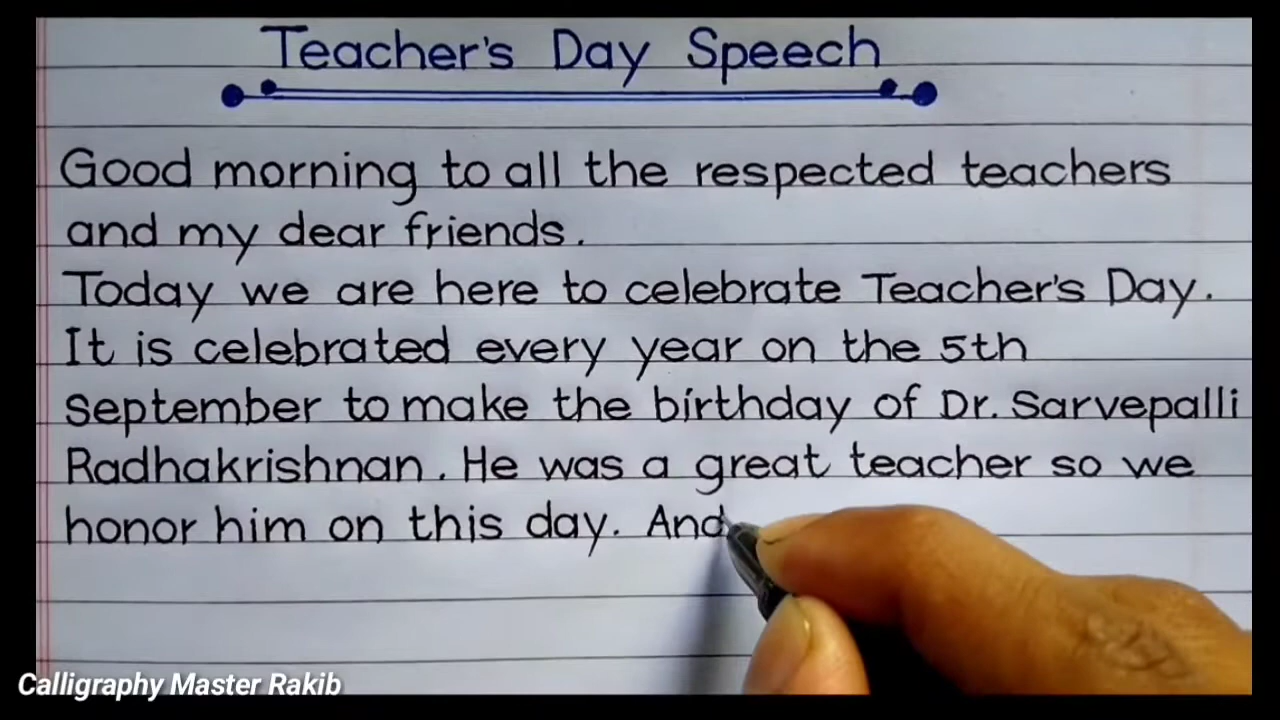 Teacher's Day Speech
Good morning to all the respected teachers
and my dear friends.
Today we are here to celebrate Teacher's Day.
It is celebrated every year on the 5th
September to make the birthday of Dr. Sarvepalli
Radhakrishnan. He was a great teacher so we
honor him on this day. And
Calligraphy Master Rakib